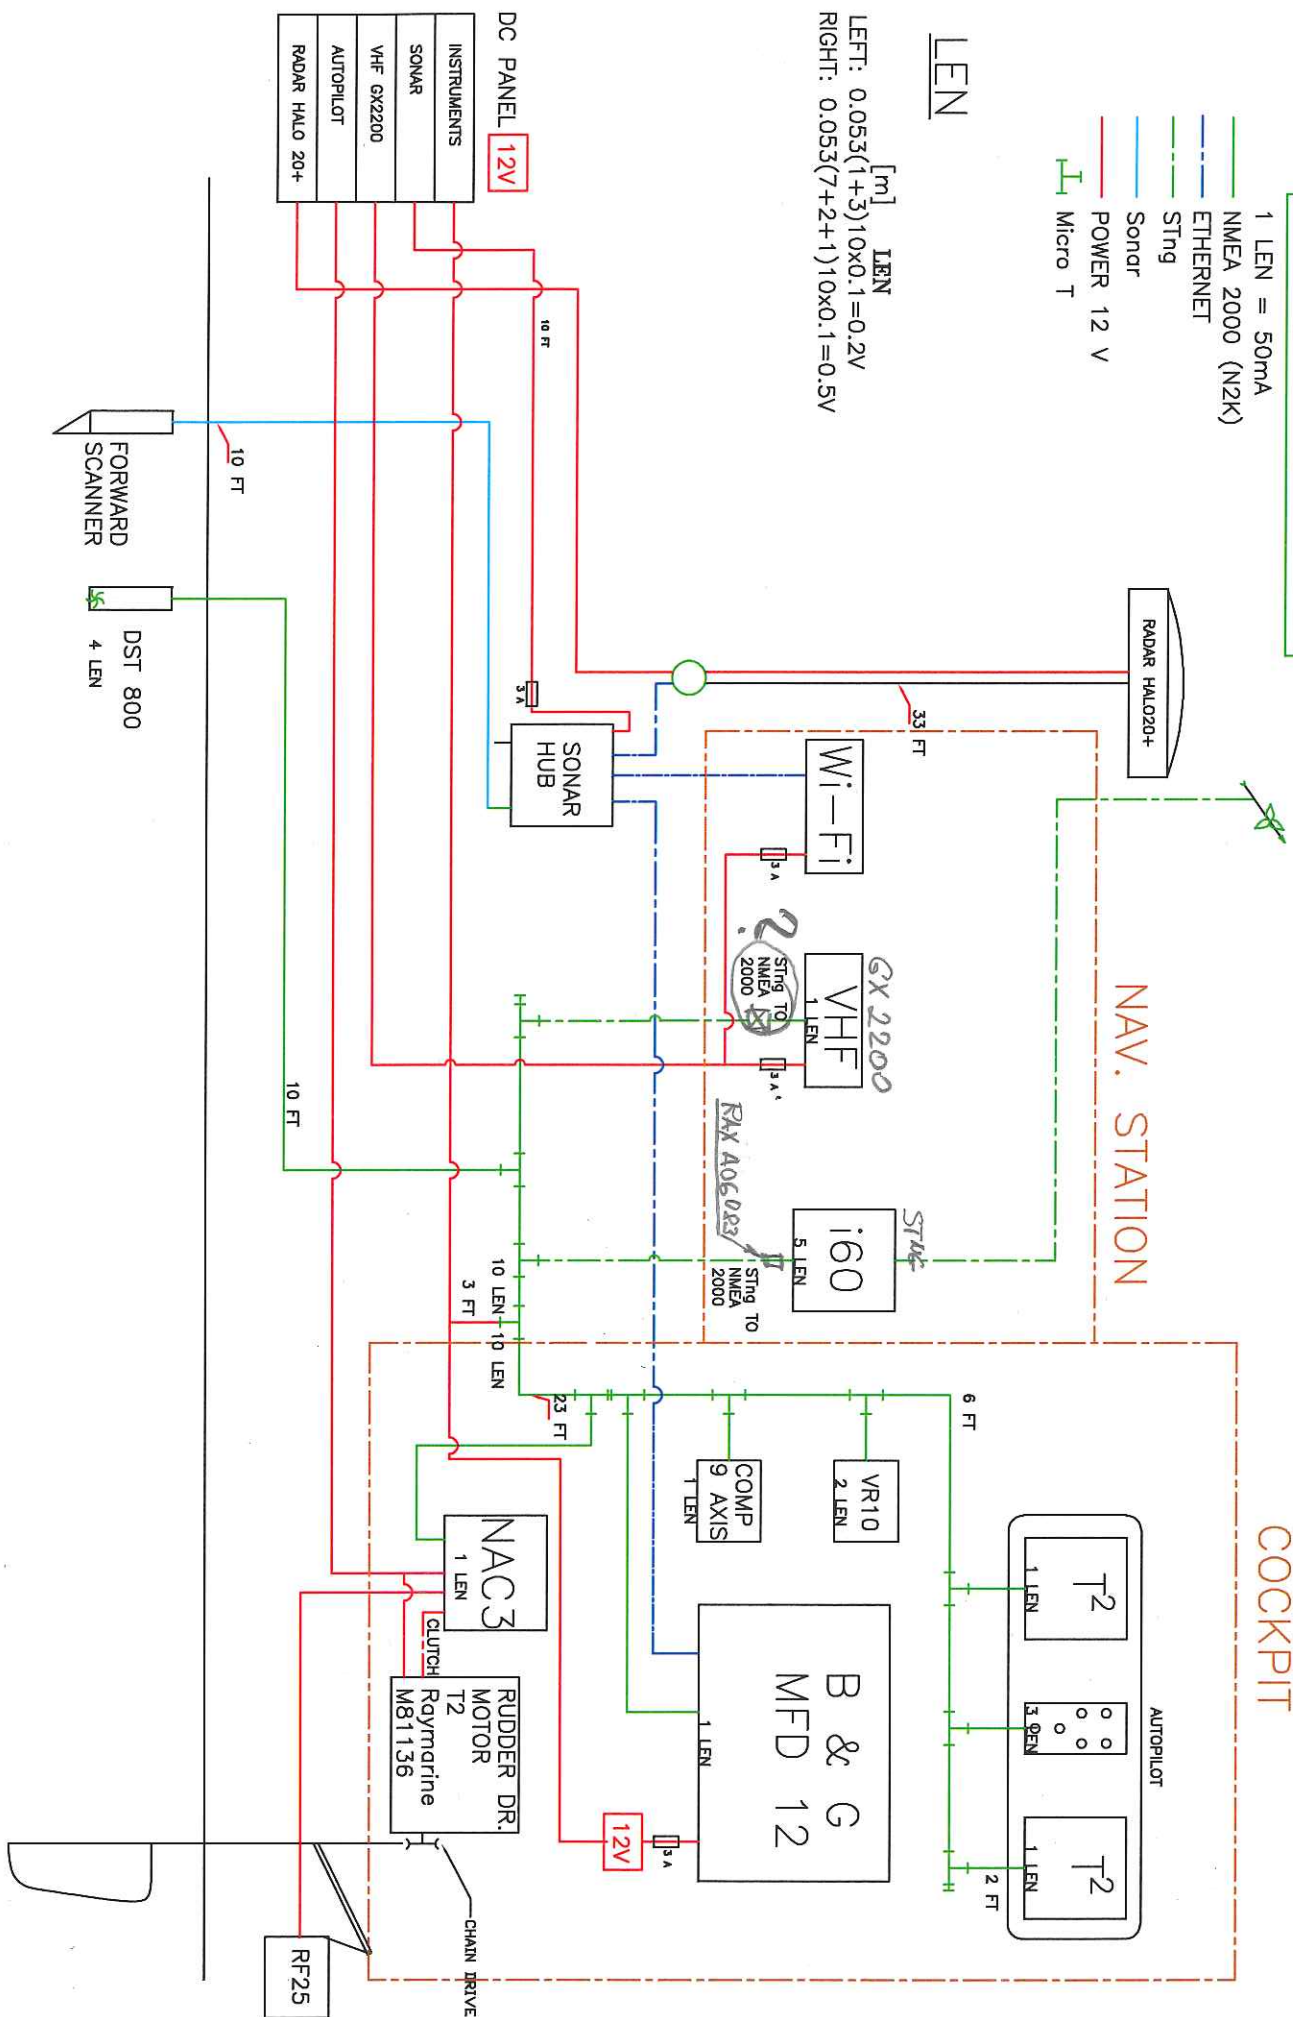 1 LEN = 50mA
NMEA 2000 (N2K)
ETHERNET
STng
Sonar
POWER 12 V
Micro T
LEN
[m] LEN
LEFT: 0.053(1+3)10x0.1=0.2V
RIGHT: 0.053(7+2+1)10x0.1=0.5V
DC PANEL 12V
INSTRUMENTS
SONAR
VHF GX2200
AUTOPILOT
RADAR HALO 20+
10 FT
10 FT
FORWARD
SCANNER
DST 800
4 LEN
10 FT
RADAR HALO20+
33 FT
3 A
SONAR
HUB
NAV. STATION
Wi-Fi
3 A
GX 2200
VHF
1 LEN
?
STng TO
NMEA
2000
3 A
STNG
i60
5 LEN
RAX A06083
STng TO
NMEA
2000
10 LEN
10 LEN
3 FT
COCKPIT
23 FT
6 FT
COMP
9 AXIS
1 LEN
VR10
2 LEN
AUTOPILOT
T2
1 LEN
3 LEN
T2
1 LEN
2 FT
B & G
MFD 12
1 LEN
3 A
12V
NAC3
1 LEN
CLUTCH
RUDDER DR.
MOTOR
T2
Raymarine
M81136
CHAIN DRIVE
RF25